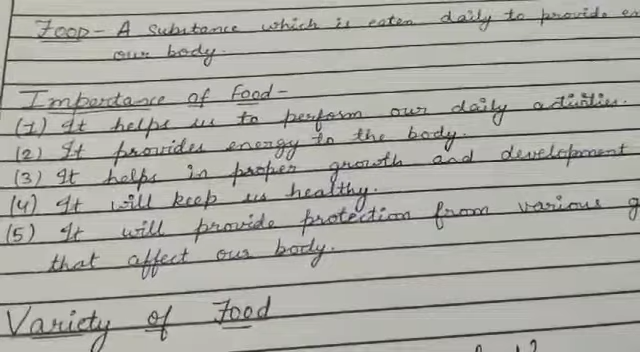 Food - A substance which is eaten daily to provide
our body.
Importance of Food -
(1) It helps us to perform our daily activities.
(2) It provides energy to the body.
(3) It helps in proper growth and development
(4) It will keep us healthy.
(5) It will provide protection from various
that affect our body.
Variety of Food